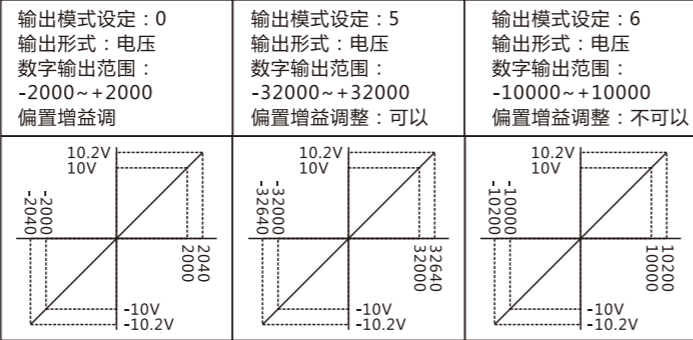 输出模式设定：0
输出形式：电压
数字输出范围：
-2000~+2000
偏置增益调
输出模式设定：5
输出形式：电压
数字输出范围：
-32000~+32000
偏置增益调整：可以
输出模式设定：6
输出形式：电压
数字输出范围：
-10000~+10000
偏置增益调整：不可以
10.2V
10V
-2000
-2040
2040
2000
-10V
-10.2V
10.2V
10V
-32000
-32640
32640
32000
-10V
-10.2V
10.2V
10V
-10000
-10200
10200
10000
-10V
-10.2V